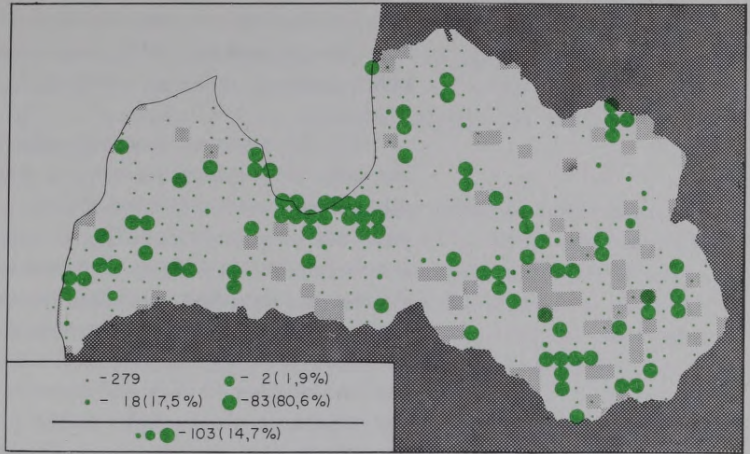 - 279 - 2(1,9%)
- 18(17,5%) -83(80,6%)
-103(14,7%)